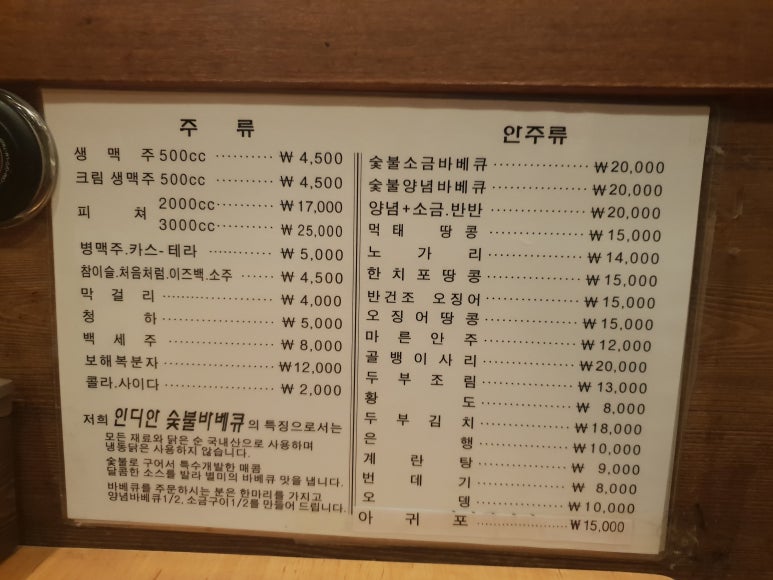 주 류
생 맥 주 500cc ·········· ₩ 4,500
크림 생맥주 500cc ········ ₩ 4,500
피 쳐 2000cc ········ ₩ 17,000
3000cc ········ ₩ 25,000
병맥주.카스- 테라 ········ ₩ 5,000
참이슬.처음처럼.이즈백.소주 ····· ₩ 4,500
막 걸 리 ················ ₩ 4,000
청 하 ················ ₩ 5,000
백 세 주 ················ ₩ 8,000
보해복분자 ················ ₩12,000
콜라.사이다 ················ ₩ 2,000
저희 인디안 숯불바베큐 의 특징으로서는
모든 재료와 닭은 순 국내산으로 사용하며
냉동닭은 사용하지 않습니다.
숯불로 구어서 특수개발한 매콤
달콤한 소스를 발라 별미의 바베큐 맛을 냅니다.
바베큐를 주문하시는 분은 한마리를 가지고
양념바베큐1/2, 소금구이1/2를 만들어 드립니다.
안주류
숯불소금바베큐 ················ ₩20,000
숯불양념바베큐 ················ ₩20,000
양념+소금.반반 ················ ₩20,000
먹 태 땅 콩 ················ ₩15,000
노 가 리 ················ ₩14,000
한 치 포 땅 콩 ················ ₩15,000
반건조 오징어 ················ ₩15,000
오 징 어 땅 콩 ················ ₩15,000
마 른 안 주 ················ ₩12,000
골 뱅 이 사 리 ················ ₩20,000
두 부 조 림 ················ ₩13,000
황 도 ················ ₩ 8,000
두 부 김 치 ················ ₩18,000
은 행 ················ ₩10,000
계 란 탕 ················ ₩ 9,000
번 데 기 ················ ₩ 8,000
오 뎅 ················ ₩10,000
아 귀 포 ················ ₩15,000